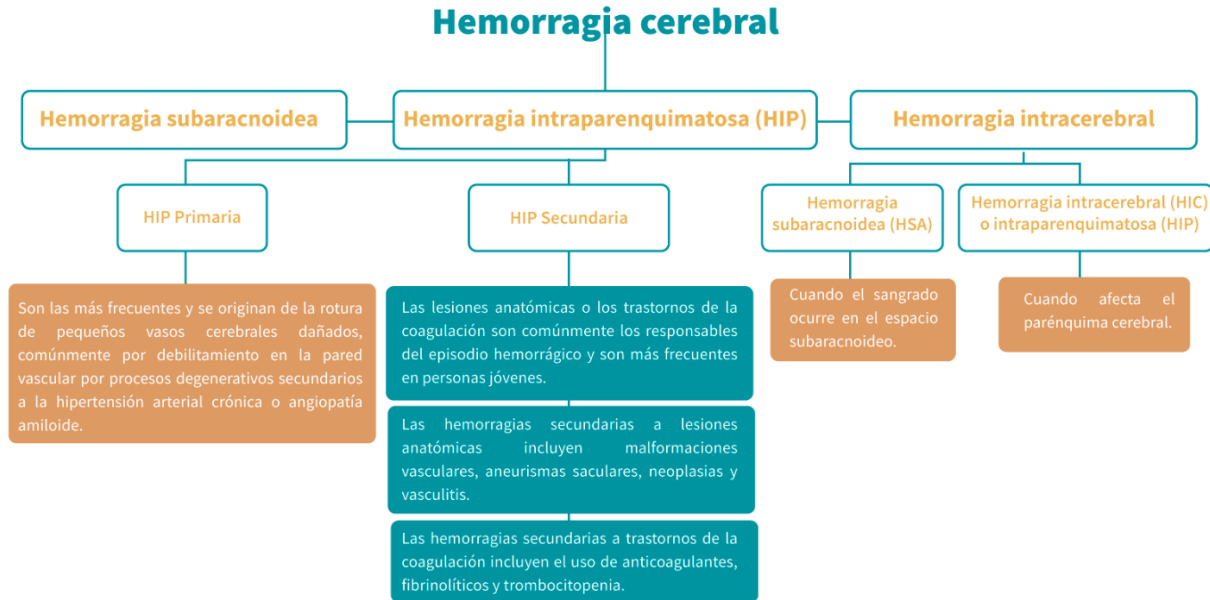 Hemorragia cerebral
Hemorragia subaracnoidea
Hemorragia intraparenquimatosa (HIP)
Hemorragia intracerebral
HIP Primaria
HIP Secundaria
Hemorragia
subaracnoidea (HSA)
Hemorragia intracerebral (HIC)
o intraparenquimatosa (HIP)
Son las más frecuentes y se originan de la rotura
de pequeños vasos cerebrales dañados,
comúnmente por debilitamiento en la pared
vascular por procesos degenerativos secundarios
a la hipertensión arterial crónica o angiopatía
amiloide.
Las lesiones anatómicas o los trastornos de la
coagulación son comúnmente los responsables
del episodio hemorrágico y son más frecuentes
en personas jóvenes.
Las hemorragias secundarias a lesiones
anatómicas incluyen malformaciones
vasculares, aneurismas saculares, neoplasias y
vasculitis.
Las hemorragias secundarias a trastornos de la
coagulación incluyen el uso de anticoagulantes,
fibrinolíticos y trombocitopenia.
Cuando el sangrado
ocurre en el espacio
subaracnoideo.
Cuando afecta el
parénquima cerebral.